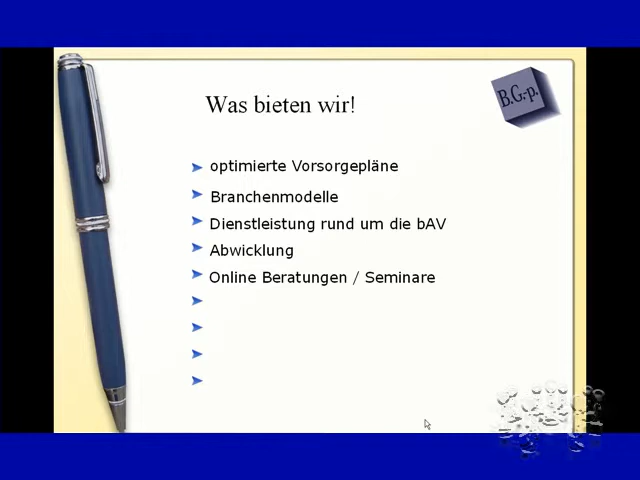 Was bieten wir!
B.G.-p.
optimierte Vorsorgepläne
Branchenmodelle
Dienstleistung rund um die bAV
Abwicklung
Online Beratungen / Seminare